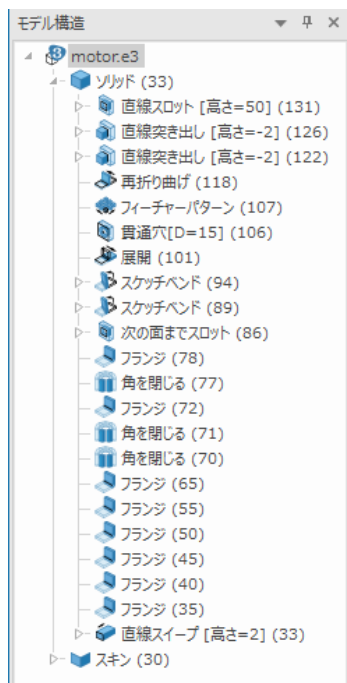 モデル構造
motor.e3
ソリッド (33)
直線スロット [高さ=50] (131)
直線突き出し [高さ=-2] (126)
直線突き出し [高さ=-2] (122)
再折り曲げ (118)
フィーチャーパターン (107)
貫通穴[D=15] (106)
展開 (101)
スケッチベンド (94)
スケッチベンド (89)
次の面までスロット (86)
フランジ (78)
角を閉じる (77)
フランジ (72)
角を閉じる (71)
角を閉じる (70)
フランジ (65)
フランジ (55)
フランジ (50)
フランジ (45)
フランジ (40)
フランジ (35)
直線スイープ [高さ=2] (33)
スキン (30)